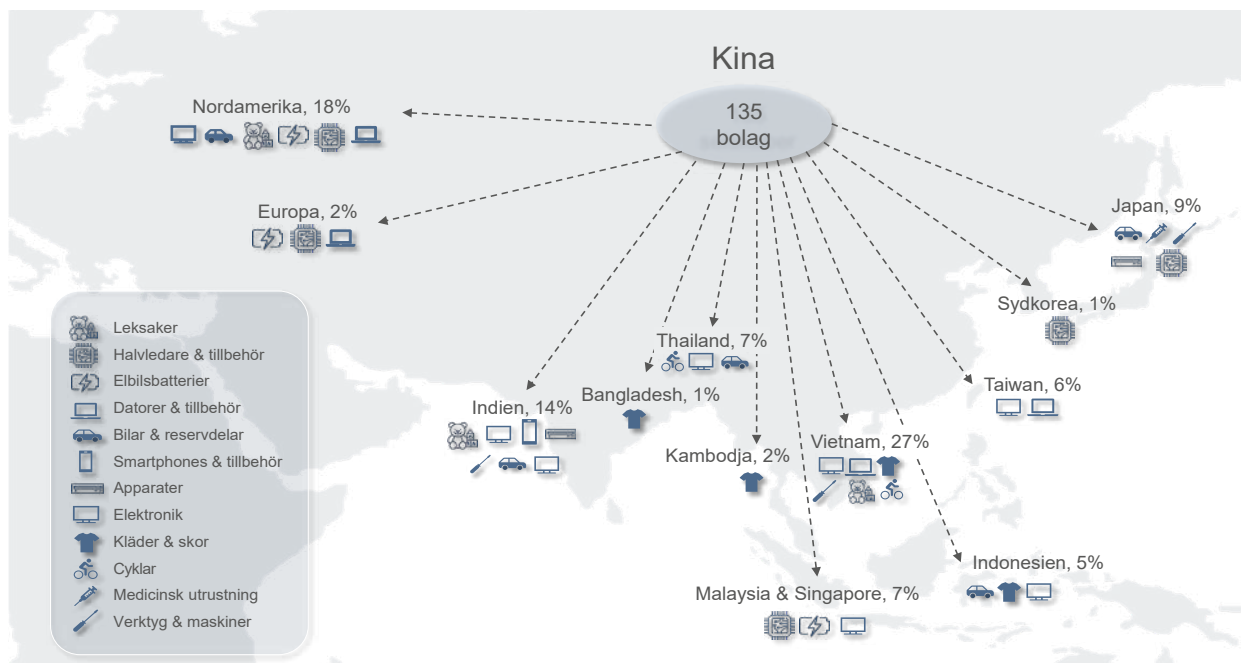 Kina
135
bolag
Nordamerika, 18%
Europa, 2%
Japan, 9%
Sydkorea, 1%
Thailand, 7%
Taiwan, 6%
Bangladesh, 1%
Indien, 14%
Vietnam, 27%
Kambodja, 2%
Indonesien, 5%
Malaysia & Singapore, 7%
Leksaker
Halvledare & tillbehör
Elbilsbatterier
Datorer & tillbehör
Bilar & reservdelar
Smartphones & tillbehör
Apparater
Elektronik
Kläder & skor
Cyklar
Medicinsk utrustning
Verktyg & maskiner